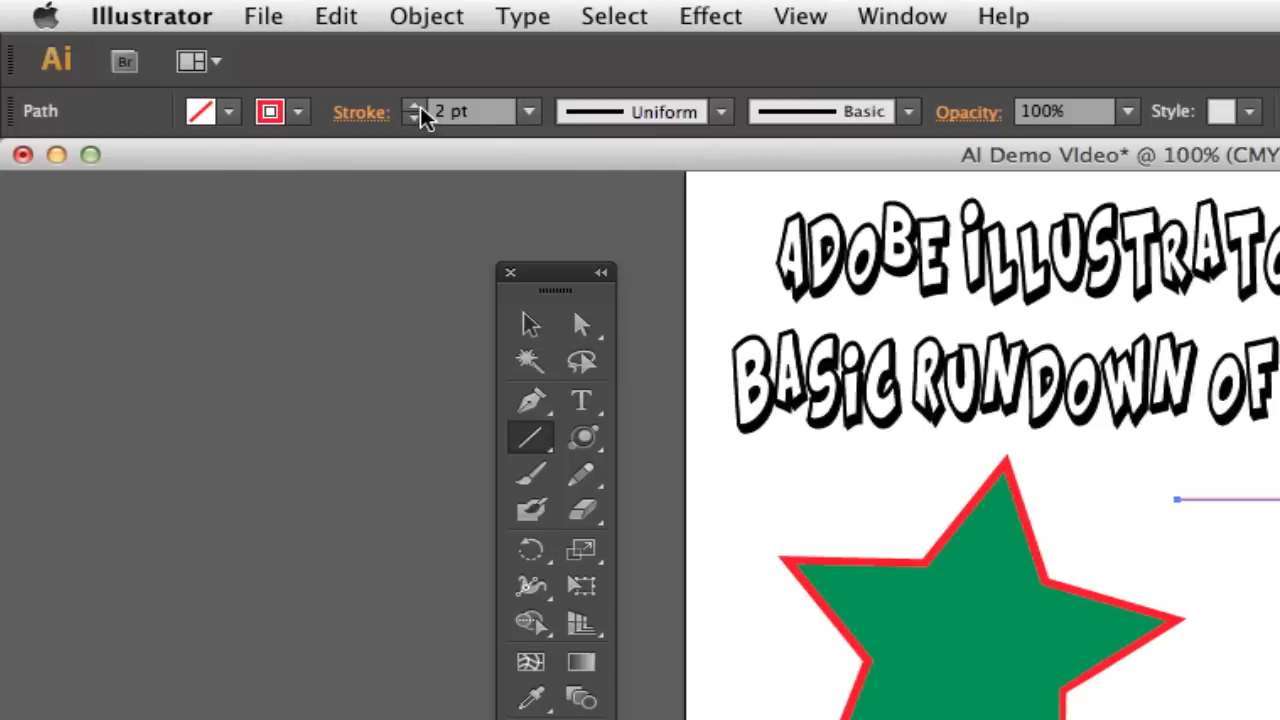 Illustrator File Edit Object Type Select Effect View Window Help
Ai Br
Path Stroke: 2 pt Uniform Basic Opacity: 100% Style:
AI Demo VIdeo* @ 100% (CMY
ADOBE ILLUSTRATO
BASIC RUNDOWN OF
T